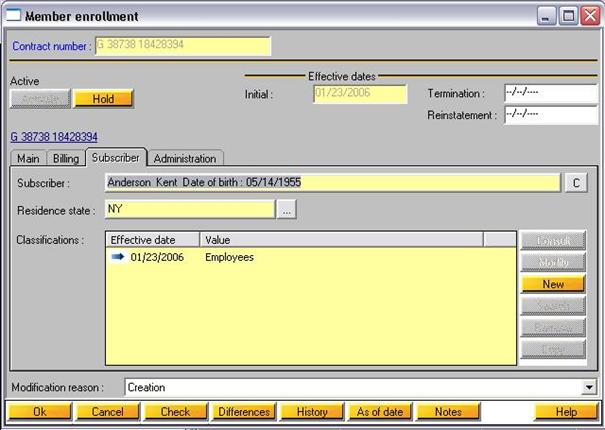 Member enrollment
Contract number : G 38738 18428394
Active
Effective dates
Activate Hold Initial : 01/23/2006 Termination : --/--/----
Reinstatement : --/--/----
G 38738 18428394
Main Billing Subscriber Administration
Subscriber : Anderson Kent Date of birth : 05/14/1955 C
Residence state : NY ...
Classifications : Effective date Value Consult
01/23/2006 Employees Modify
New
Search
Remove
Copy
Modification reason : Creation
Ok Cancel Check Differences History As of date Notes Help